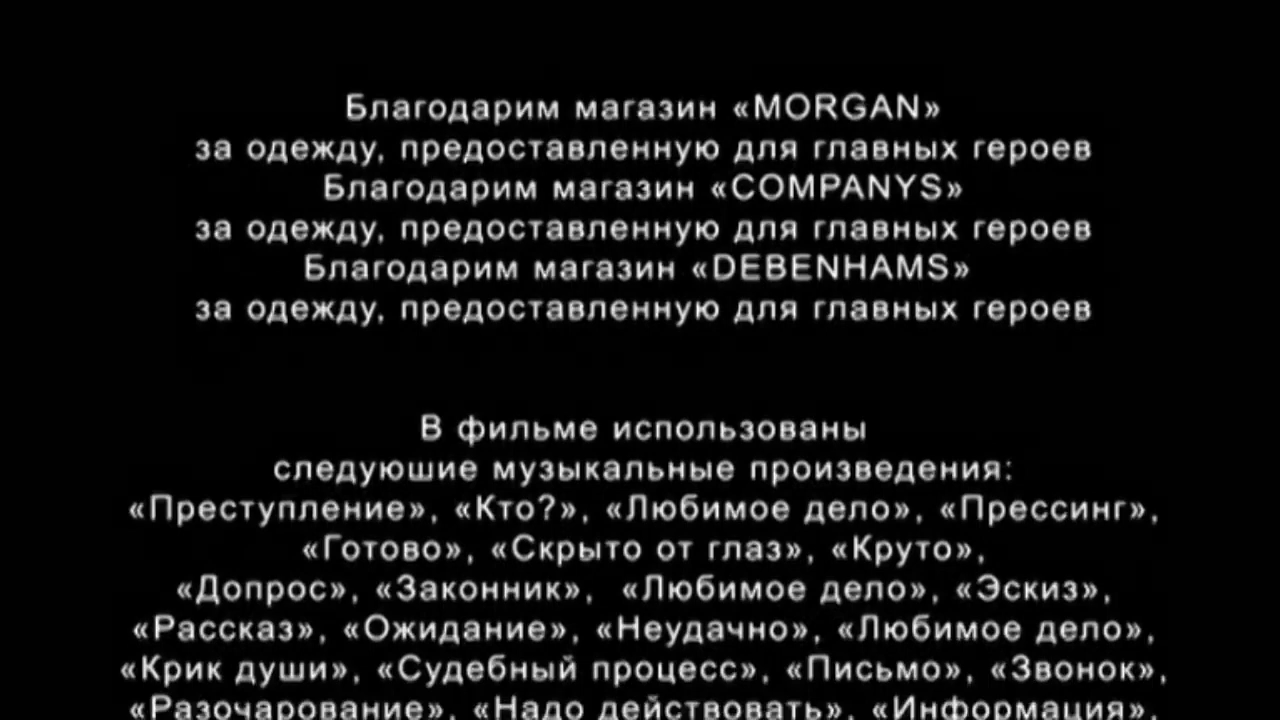 Благодарим магазин «MORGAN»
за одежду, предоставленную для главных героев
Благодарим магазин «COMPANYS»
за одежду, предоставленную для главных героев
Благодарим магазин «DEBENHAMS»
за одежду, предоставленную для главных героев
В фильме использованы
следуюшие музыкальные произведения:
«Преступление», «Кто?», «Любимое дело», «Прессинг»,
«Готово», «Скрыто от глаз», «Круто»,
«Допрос», «Законник», «Любимое дело», «Эскиз»,
«Рассказ», «Ожидание», «Неудачно», «Любимое дело»,
«Крик души», «Судебный процесс», «Письмо», «Звонок»,
«Разочарование», «Надо действовать», «Информация»,